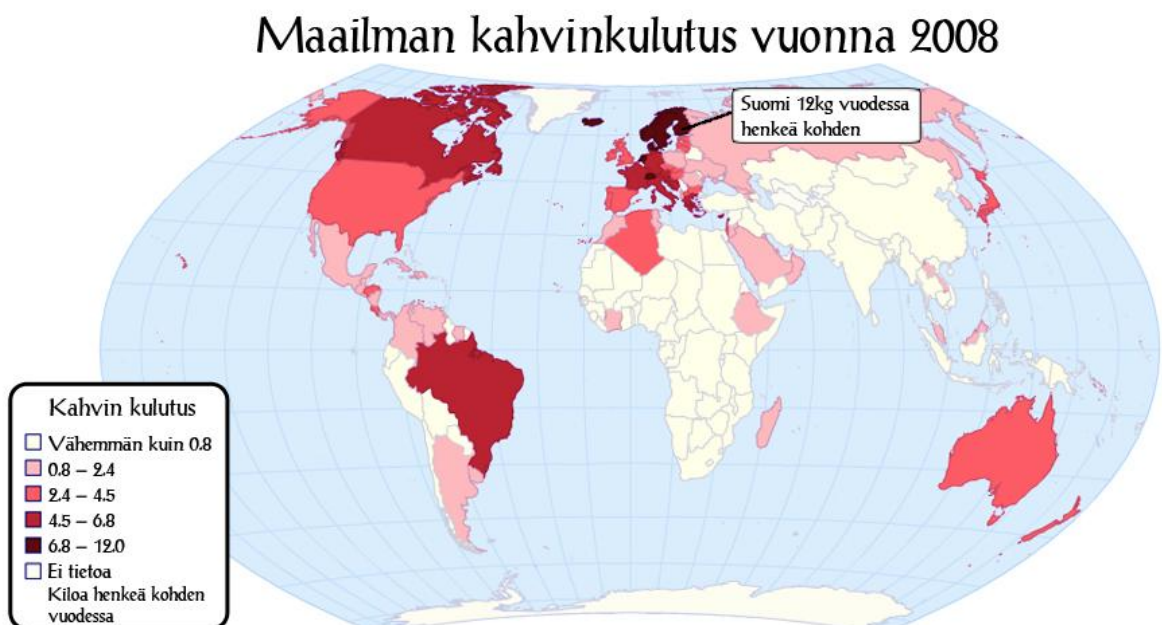 Maailman kahvinkulutus vuonna 2008
Suomi 12kg vuodessa
henkeä kohden
Kahvin kulutus
Vähemmän kuin 0.8
0.8 – 2.4
2.4 – 4.5
4.5 – 6.8
6.8 – 12.0
Ei tietoa
Kiloa henkeä kohden
vuodessa